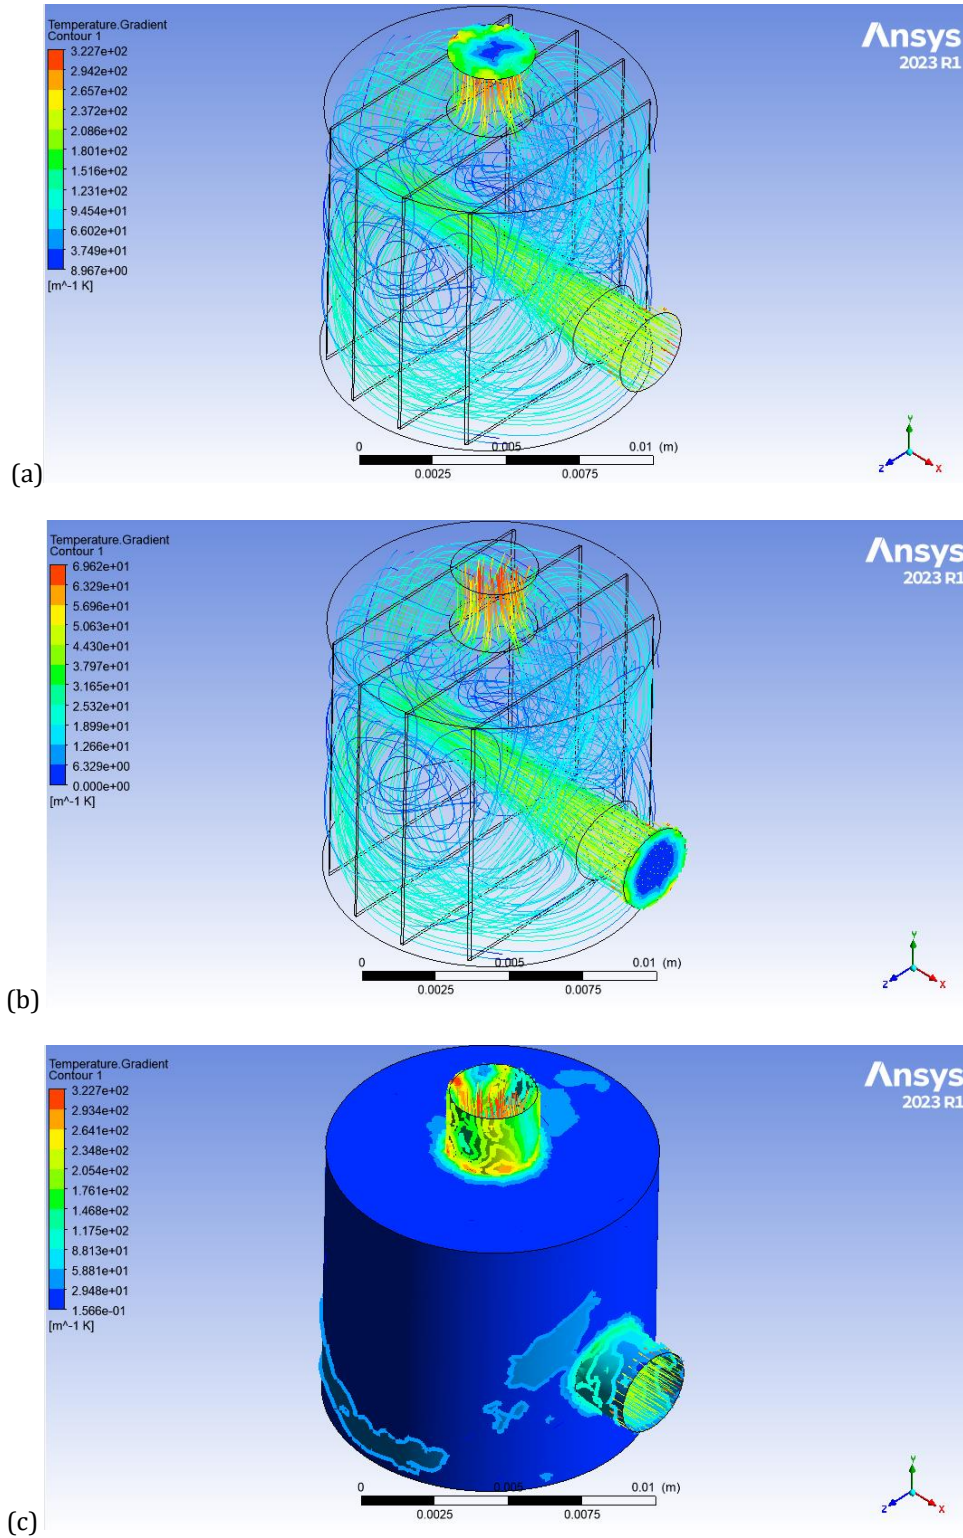 Temperature.Gradient
Contour 1
3.227e+02
2.942e+02
2.657e+02
2.372e+02
2.086e+02
1.801e+02
1.516e+02
1.231e+02
9.454e+01
6.602e+01
3.749e+01
8.967e+00
[m^-1 K]
Ansys
2023 R1
0 0.005 0.01 (m)
0.0025 0.0075
Y
Z X
(a)
Temperature.Gradient
Contour 1
6.962e+01
6.329e+01
5.696e+01
5.063e+01
4.430e+01
3.797e+01
3.165e+01
2.532e+01
1.899e+01
1.266e+01
6.329e+00
0.000e+00
[m^-1 K]
Ansys
2023 R1
0 0.005 0.01 (m)
0.0025 0.0075
Y
Z X
(b)
Temperature.Gradient
Contour 1
3.227e+02
2.934e+02
2.641e+02
2.348e+02
2.054e+02
1.761e+02
1.468e+02
1.175e+02
8.813e+01
5.881e+01
2.948e+01
1.566e-01
[m^-1 K]
Ansys
2023 R1
0 0.005 0.01 (m)
0.0025 0.0075
Y
Z X
(c)